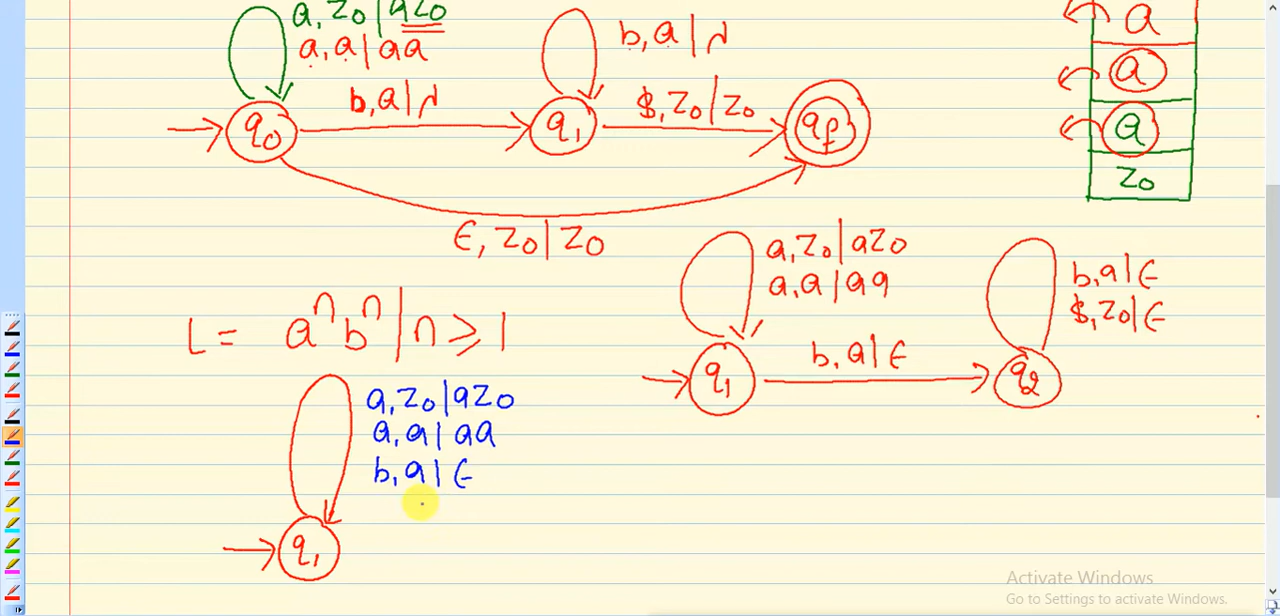 a, z0 | az0
a, a | aa
b, a | λ
b, a | λ
$, z0 | z0
q0
q1
qf
ε, z0 | z0
a
a
a
z0
L = a^n b^n | n ≥ 1
a, z0 | az0
a, a | aa
b, a | ε
q1
a, z0 | az0
a, a | aa
b, a | ε
q1
b, a | ε
$, z0 | ε
q2
Activate Windows
Go to Settings to activate Windows.